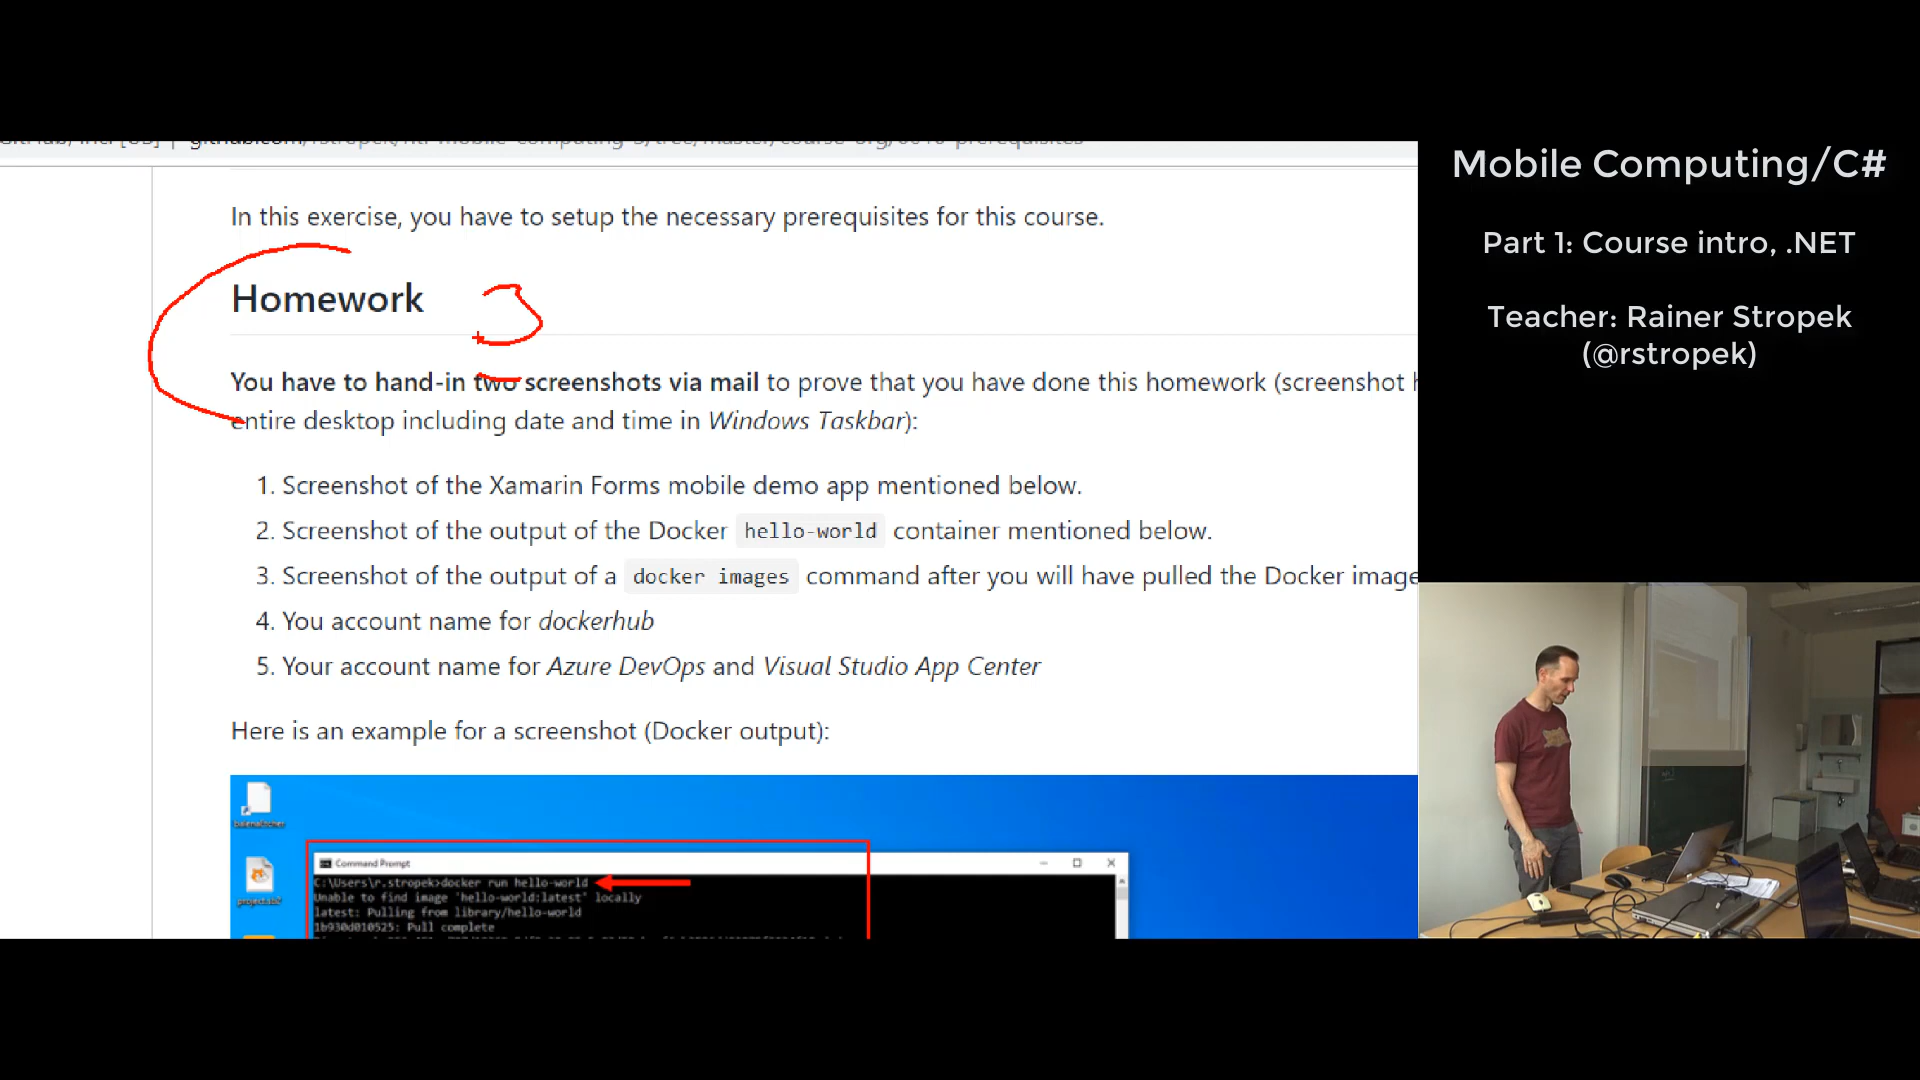 In this exercise, you have to setup the necessary prerequisites for this course.
Homework
3
You have to hand-in two screenshots via mail to prove that you have done this homework (screenshot
entire desktop including date and time in Windows Taskbar):
1. Screenshot of the Xamarin Forms mobile demo app mentioned below.
2. Screenshot of the output of the Docker hello-world container mentioned below.
3. Screenshot of the output of a docker images command after you will have pulled the Docker image
4. You account name for dockerhub
5. Your account name for Azure DevOps and Visual Studio App Center
Here is an example for a screenshot (Docker output):
Command Prompt
C:\Users\r.stropek>docker run hello-world
Unable to find image 'hello-world:latest' locally
latest: Pulling from library/hello-world
1b930d010525: Pull complete
Mobile Computing/C#
Part 1: Course intro, .NET
Teacher: Rainer Stropek
(@rstropek)